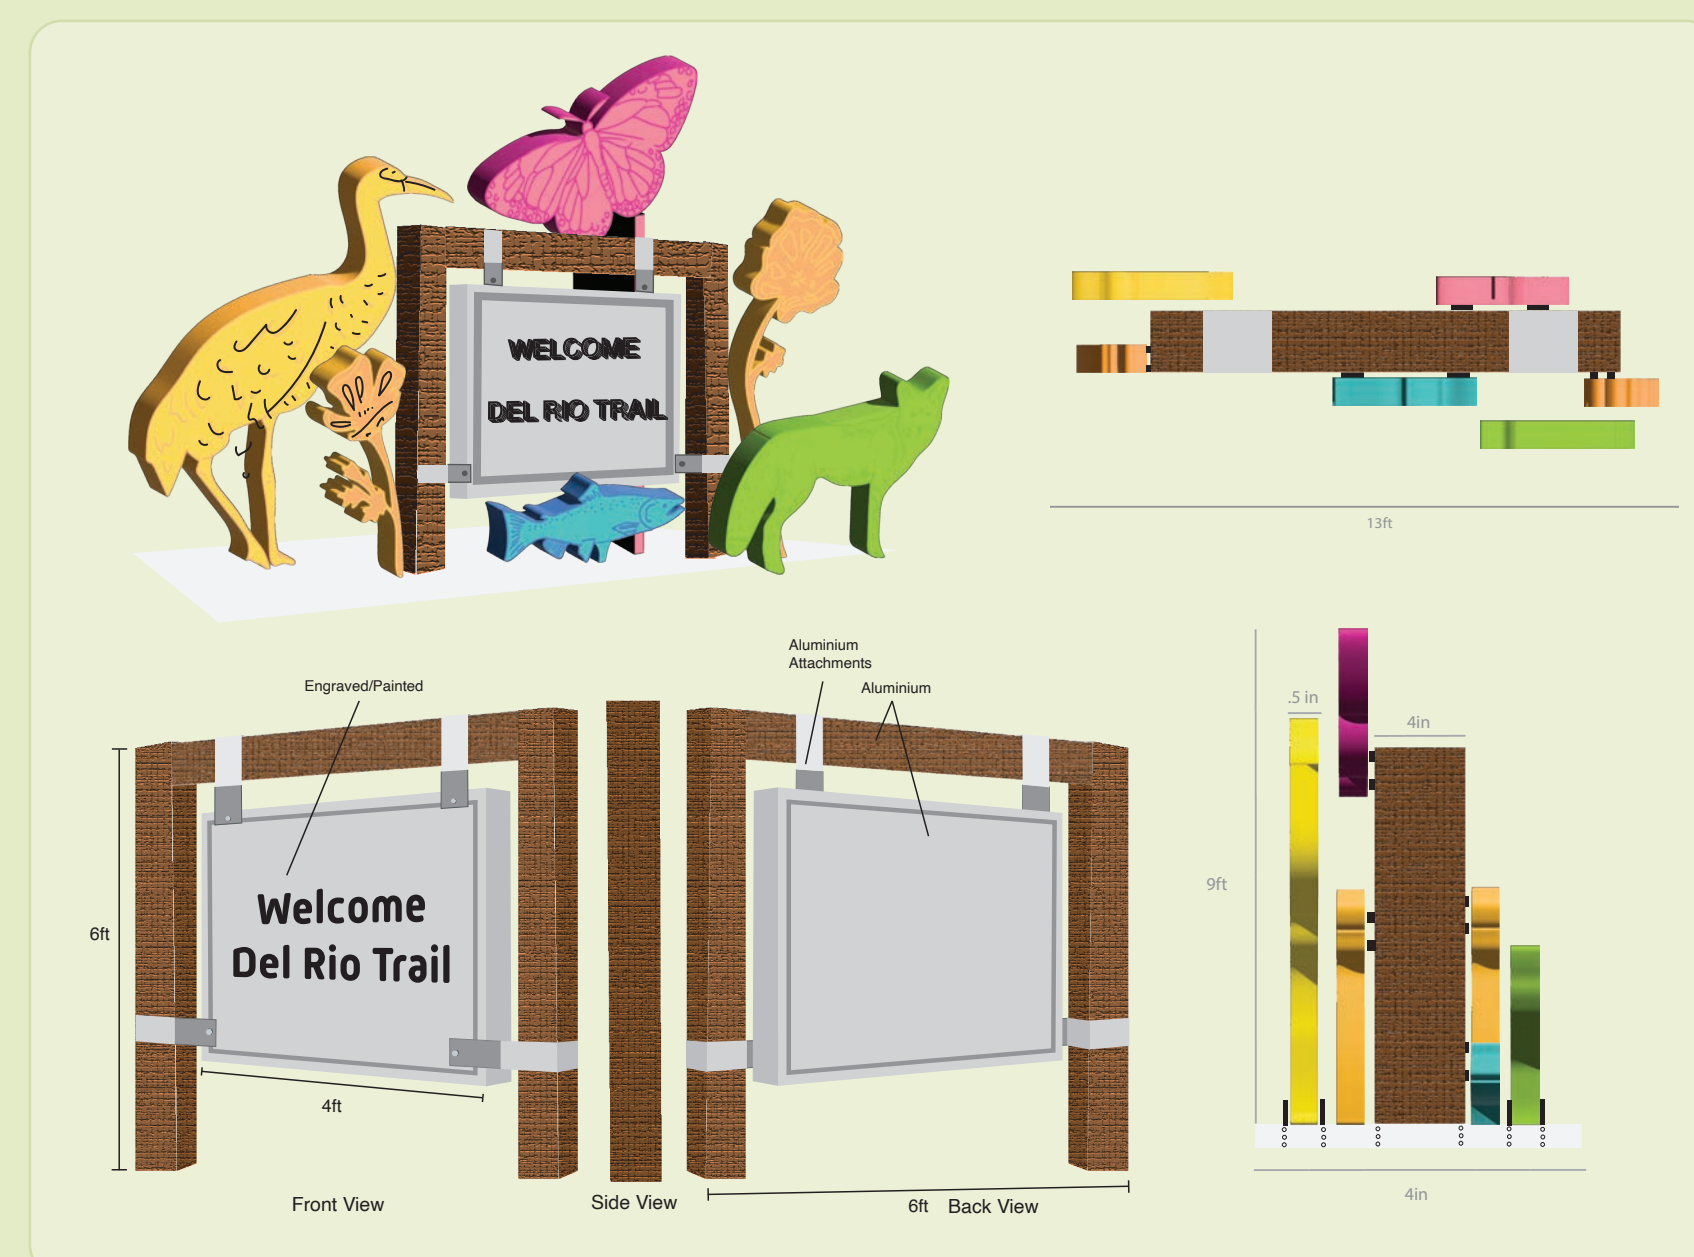 WELCOME
DEL RIO TRAIL
13ft
Aluminium
Attachments
Aluminium
Engraved/Painted
.5 in
4in
9ft
6ft
Welcome
Del Rio Trail
4ft
4in
Front View
Side View
6ft Back View